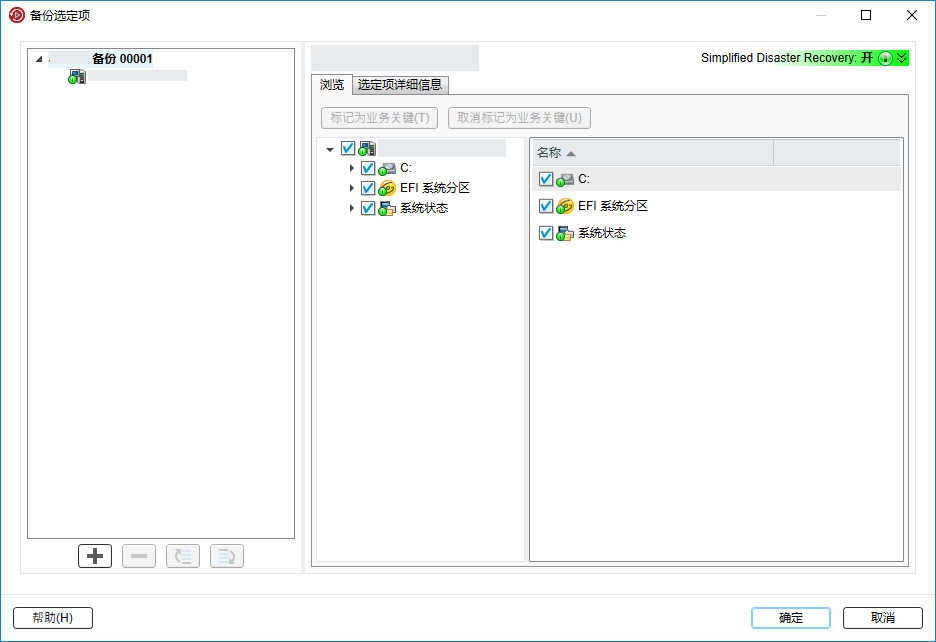 备份选定项
备份 00001
Simplified Disaster Recovery: 开
浏览
选定项详细信息
标记为业务关键(T)
取消标记为业务关键(U)
C:
EFI 系统分区
系统状态
名称
C:
EFI 系统分区
系统状态
帮助(H)
确定
取消